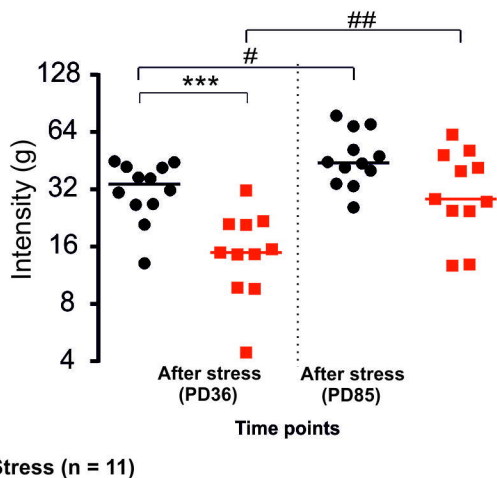 ##
#
***
128
64
32
16
8
4
Intensity (g)
After stress
(PD36)
After stress
(PD85)
Time points
Stress (n = 11)